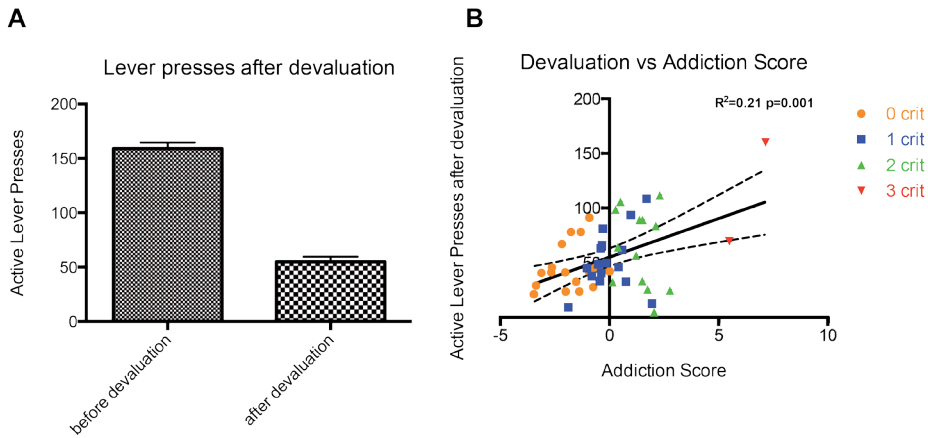 A
Lever presses after devaluation
Active Lever Presses
200
150
100
50
0
before devaluation
after devaluation
B
Devaluation vs Addiction Score
Active Lever Presses after devaluation
R²=0.21 p=0.001
200
150
100
50
-5
0
5
10
Addiction Score
0 crit
1 crit
2 crit
3 crit